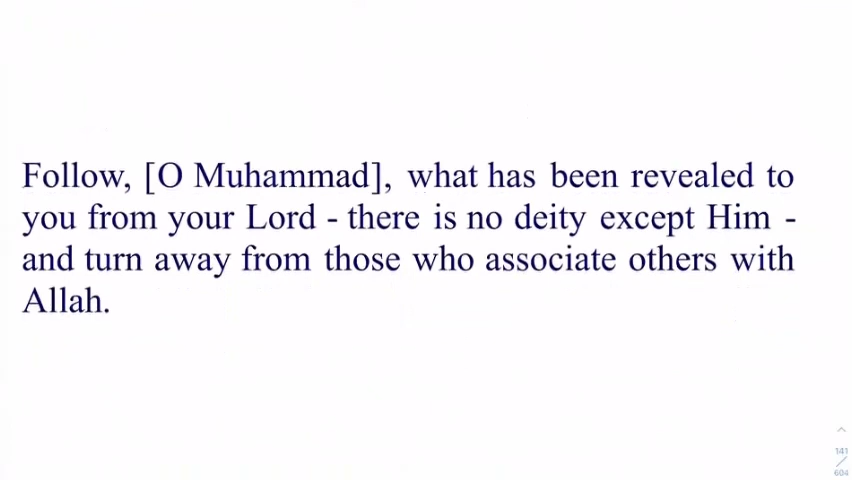 Follow, [O Muhammad], what has been revealed to
you from your Lord - there is no deity except Him -
and turn away from those who associate others with
Allah.
141
/
604